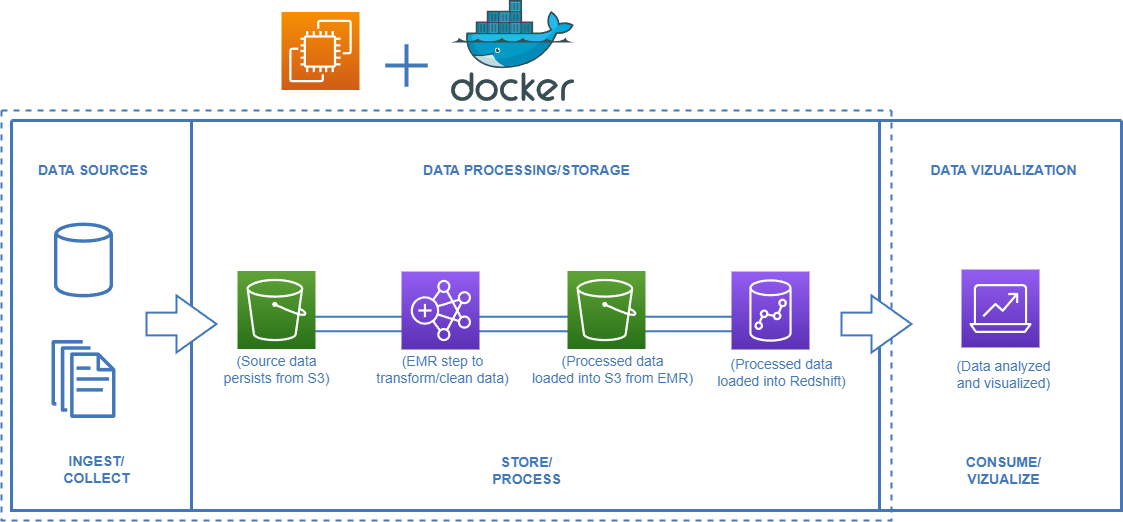 docker
DATA SOURCES
DATA PROCESSING/STORAGE
DATA VIZUALIZATION
(Source data
persists from S3)
(EMR step to
transform/clean data)
(Processed data
loaded into S3 from EMR)
(Processed data
loaded into Redshift)
(Data analyzed
and visualized)
INGEST/
COLLECT
STORE/
PROCESS
CONSUME/
VIZUALIZE